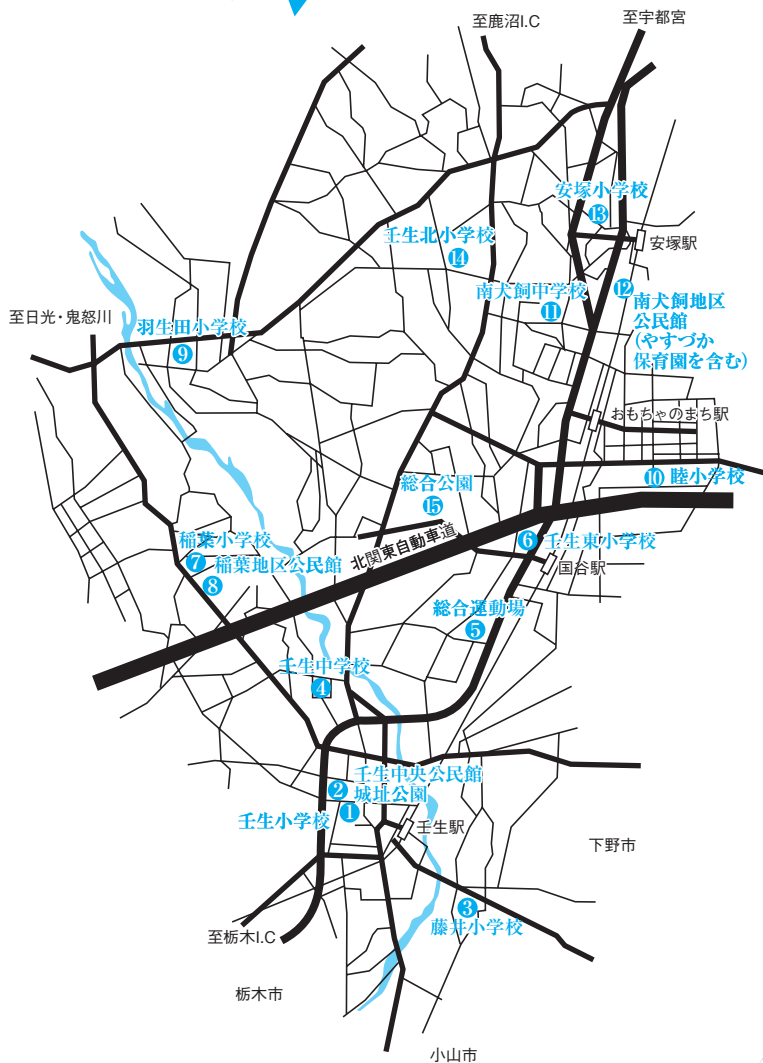 至鹿沼I.C
至宇都宮
安塚小学校
⑬
壬生北小学校
⑭
安塚駅
南犬飼中学校
⑪
⑫
南犬飼地区
公民館
(やすづか
保育園を含む)
至日光・鬼怒川
羽生田小学校
⑨
おもちゃのまち駅
⑩ 睦小学校
総合公園
⑮
北関東自動車道
⑥ 壬生東小学校
国谷駅
稲葉小学校
⑦ 稲葉地区公民館
⑧
総合運動場
⑤
壬生中学校
④
壬生中央公民館
② 城址公園
壬生小学校 ①
壬生駅
下野市
③
藤井小学校
至栃木I.C
栃木市
小山市